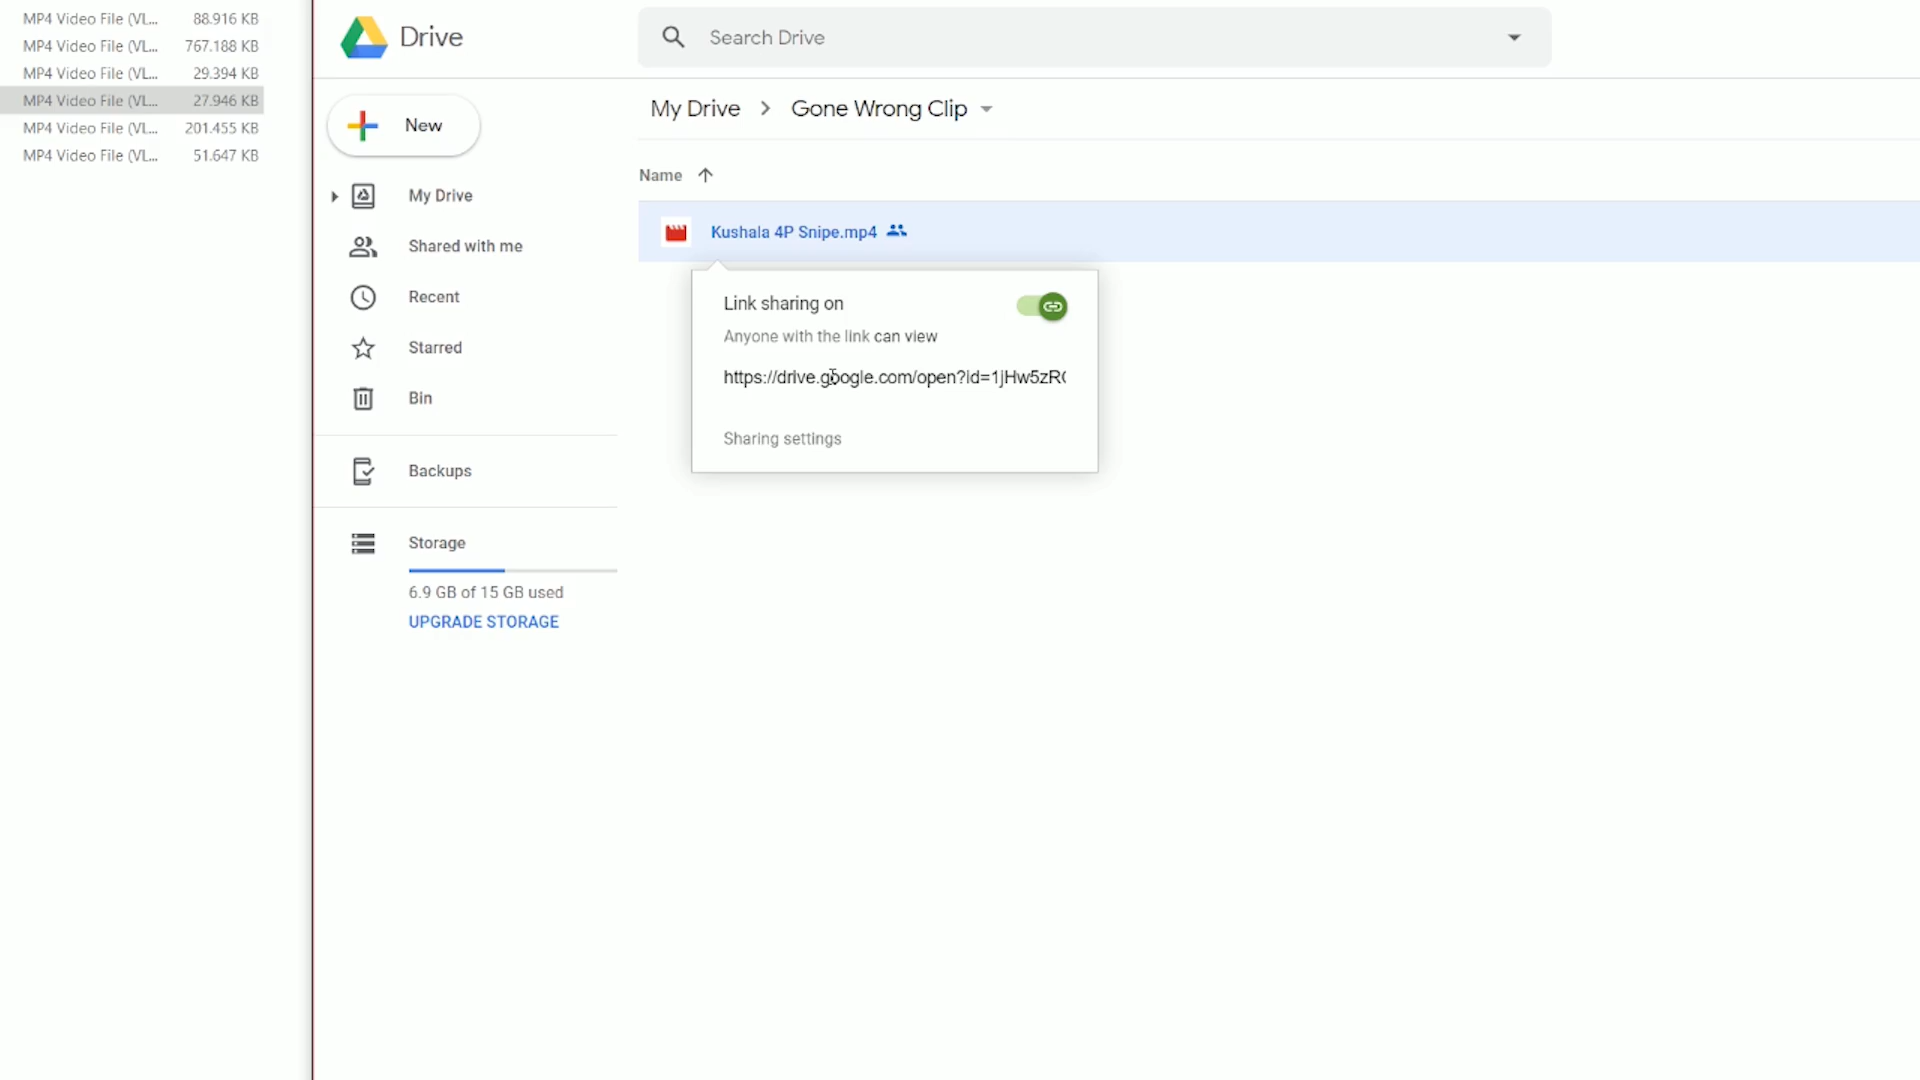 MP4 Video File (VL... 88.916 KB
MP4 Video File (VL... 767.188 KB
MP4 Video File (VL... 29.394 KB
MP4 Video File (VL... 27.946 KB
MP4 Video File (VL... 201.455 KB
MP4 Video File (VL... 51.647 KB
Drive
Search Drive
New
My Drive
Shared with me
Recent
Starred
Bin
Backups
Storage
6.9 GB of 15 GB used
UPGRADE STORAGE
My Drive > Gone Wrong Clip
Name
Kushala 4P Snipe.mp4
Link sharing on
Anyone with the link can view
https://drive.google.com/open?id=1jHw5zR
Sharing settings